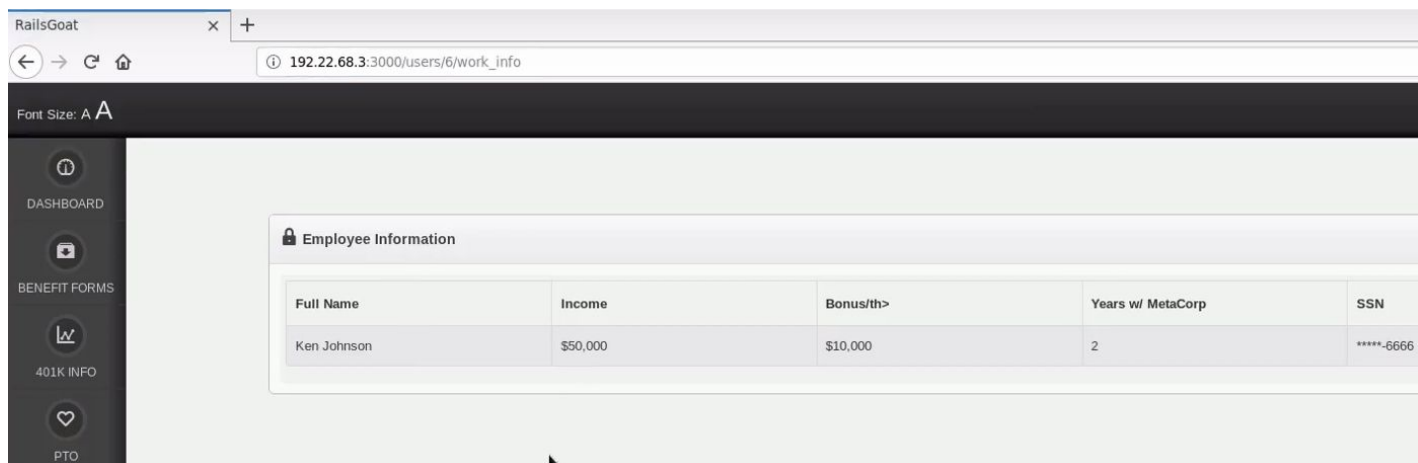 RailsGoat × +
192.22.68.3:3000/users/6/work_info
Font Size: A A
DASHBOARD
BENEFIT FORMS
401K INFO
PTO
Employee Information
Full Name Income Bonus/th> Years w/ MetaCorp SSN
Ken Johnson $50,000 $10,000 2 *****-6666